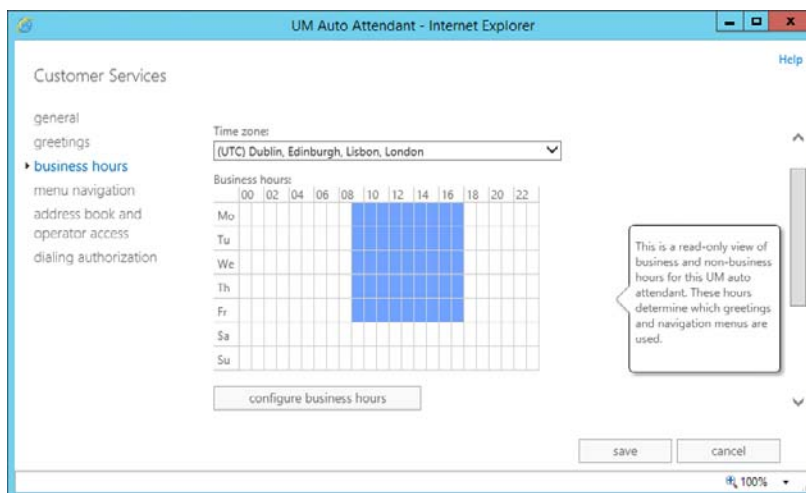 UM Auto Attendant - Internet Explorer
Help
Customer Services
general
greetings
business hours
menu navigation
address book and
operator access
dialing authorization
Time zone:
(UTC) Dublin, Edinburgh, Lisbon, London
Business hours:
00 02 04 06 08 10 12 14 16 18 20 22
Mo
Tu
We
Th
Fr
Sa
Su
configure business hours
This is a read-only view of
business and non-business
hours for this UM auto
attendant. These hours
determine which greetings
and navigation menus are
used.
save cancel
100%